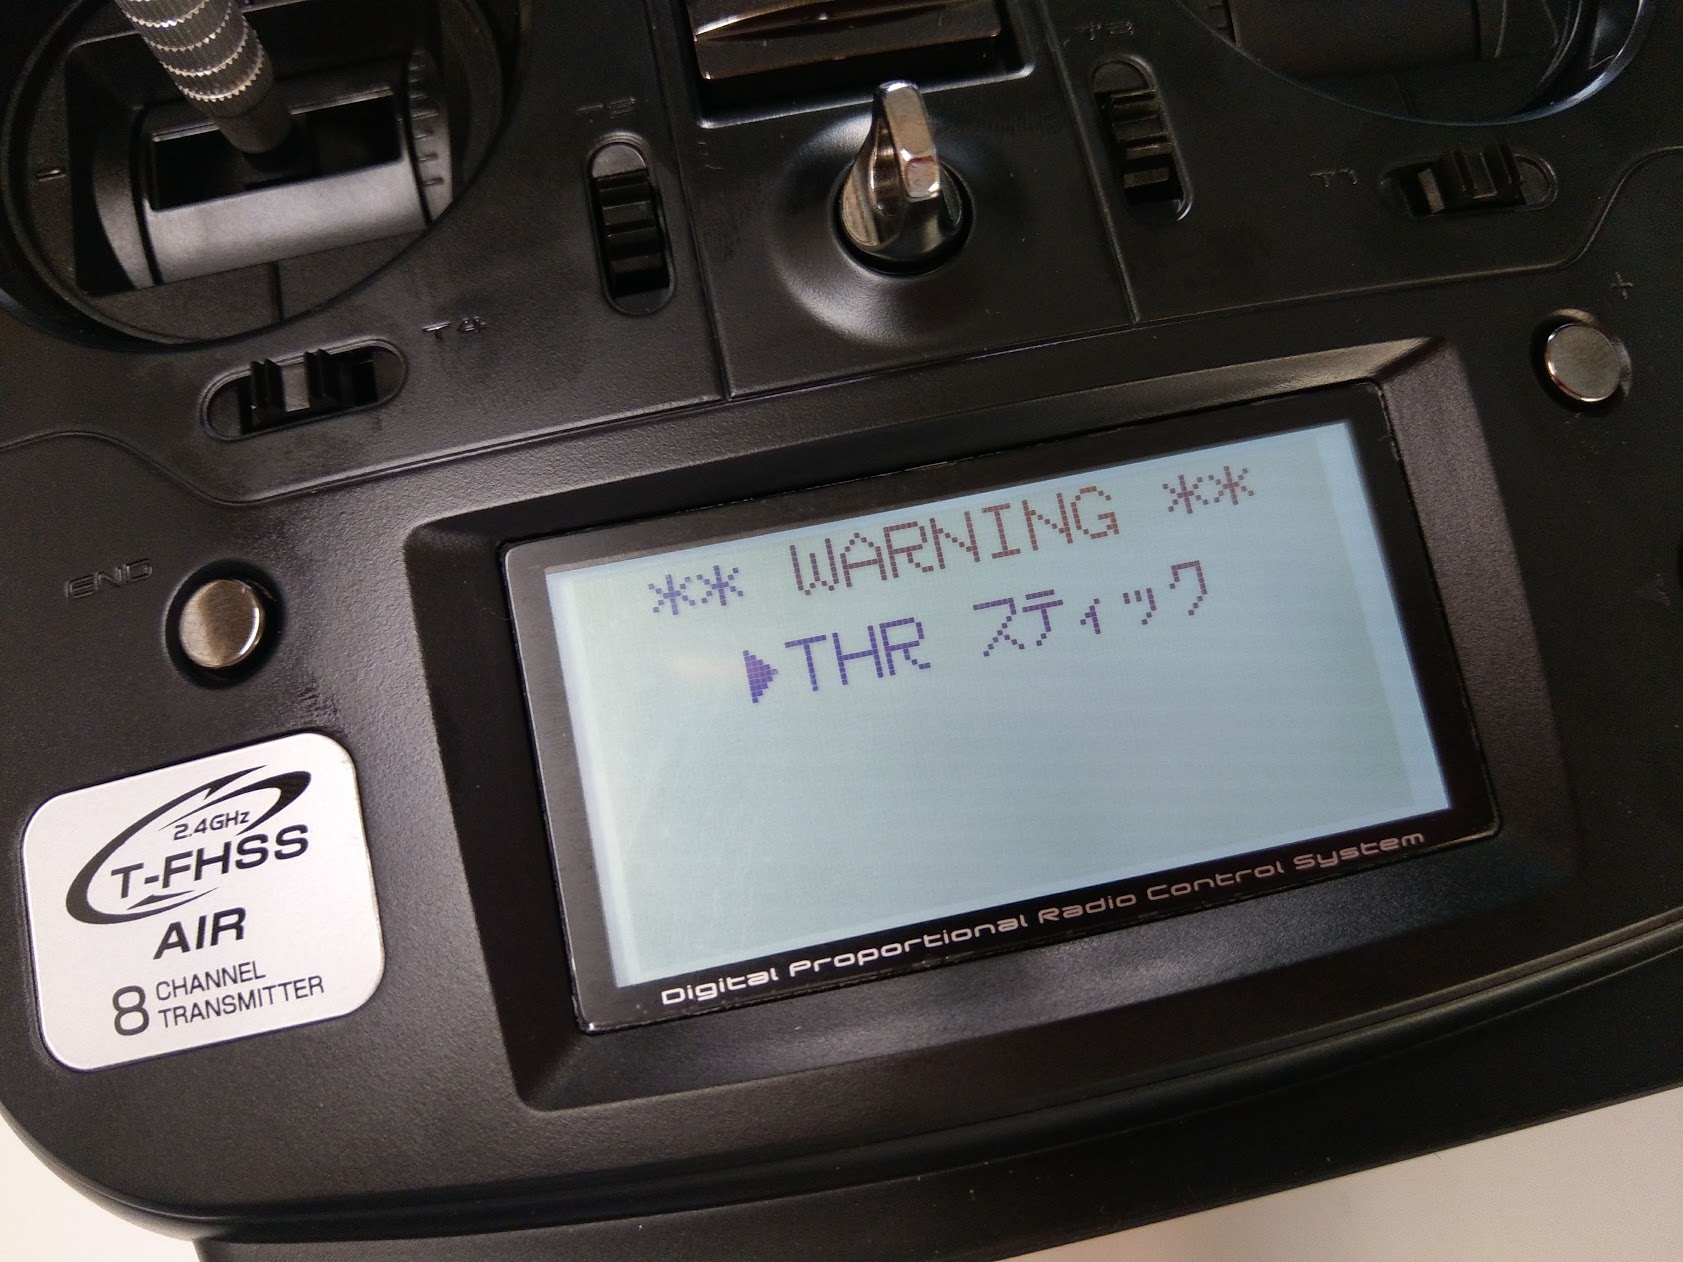 T3
T2
T1
T4
+
END
** WARNING **
▶THR スティック
2.4GHz
T-FHSS
AIR
8 CHANNEL
TRANSMITTER
Digital Proportional Radio Control System